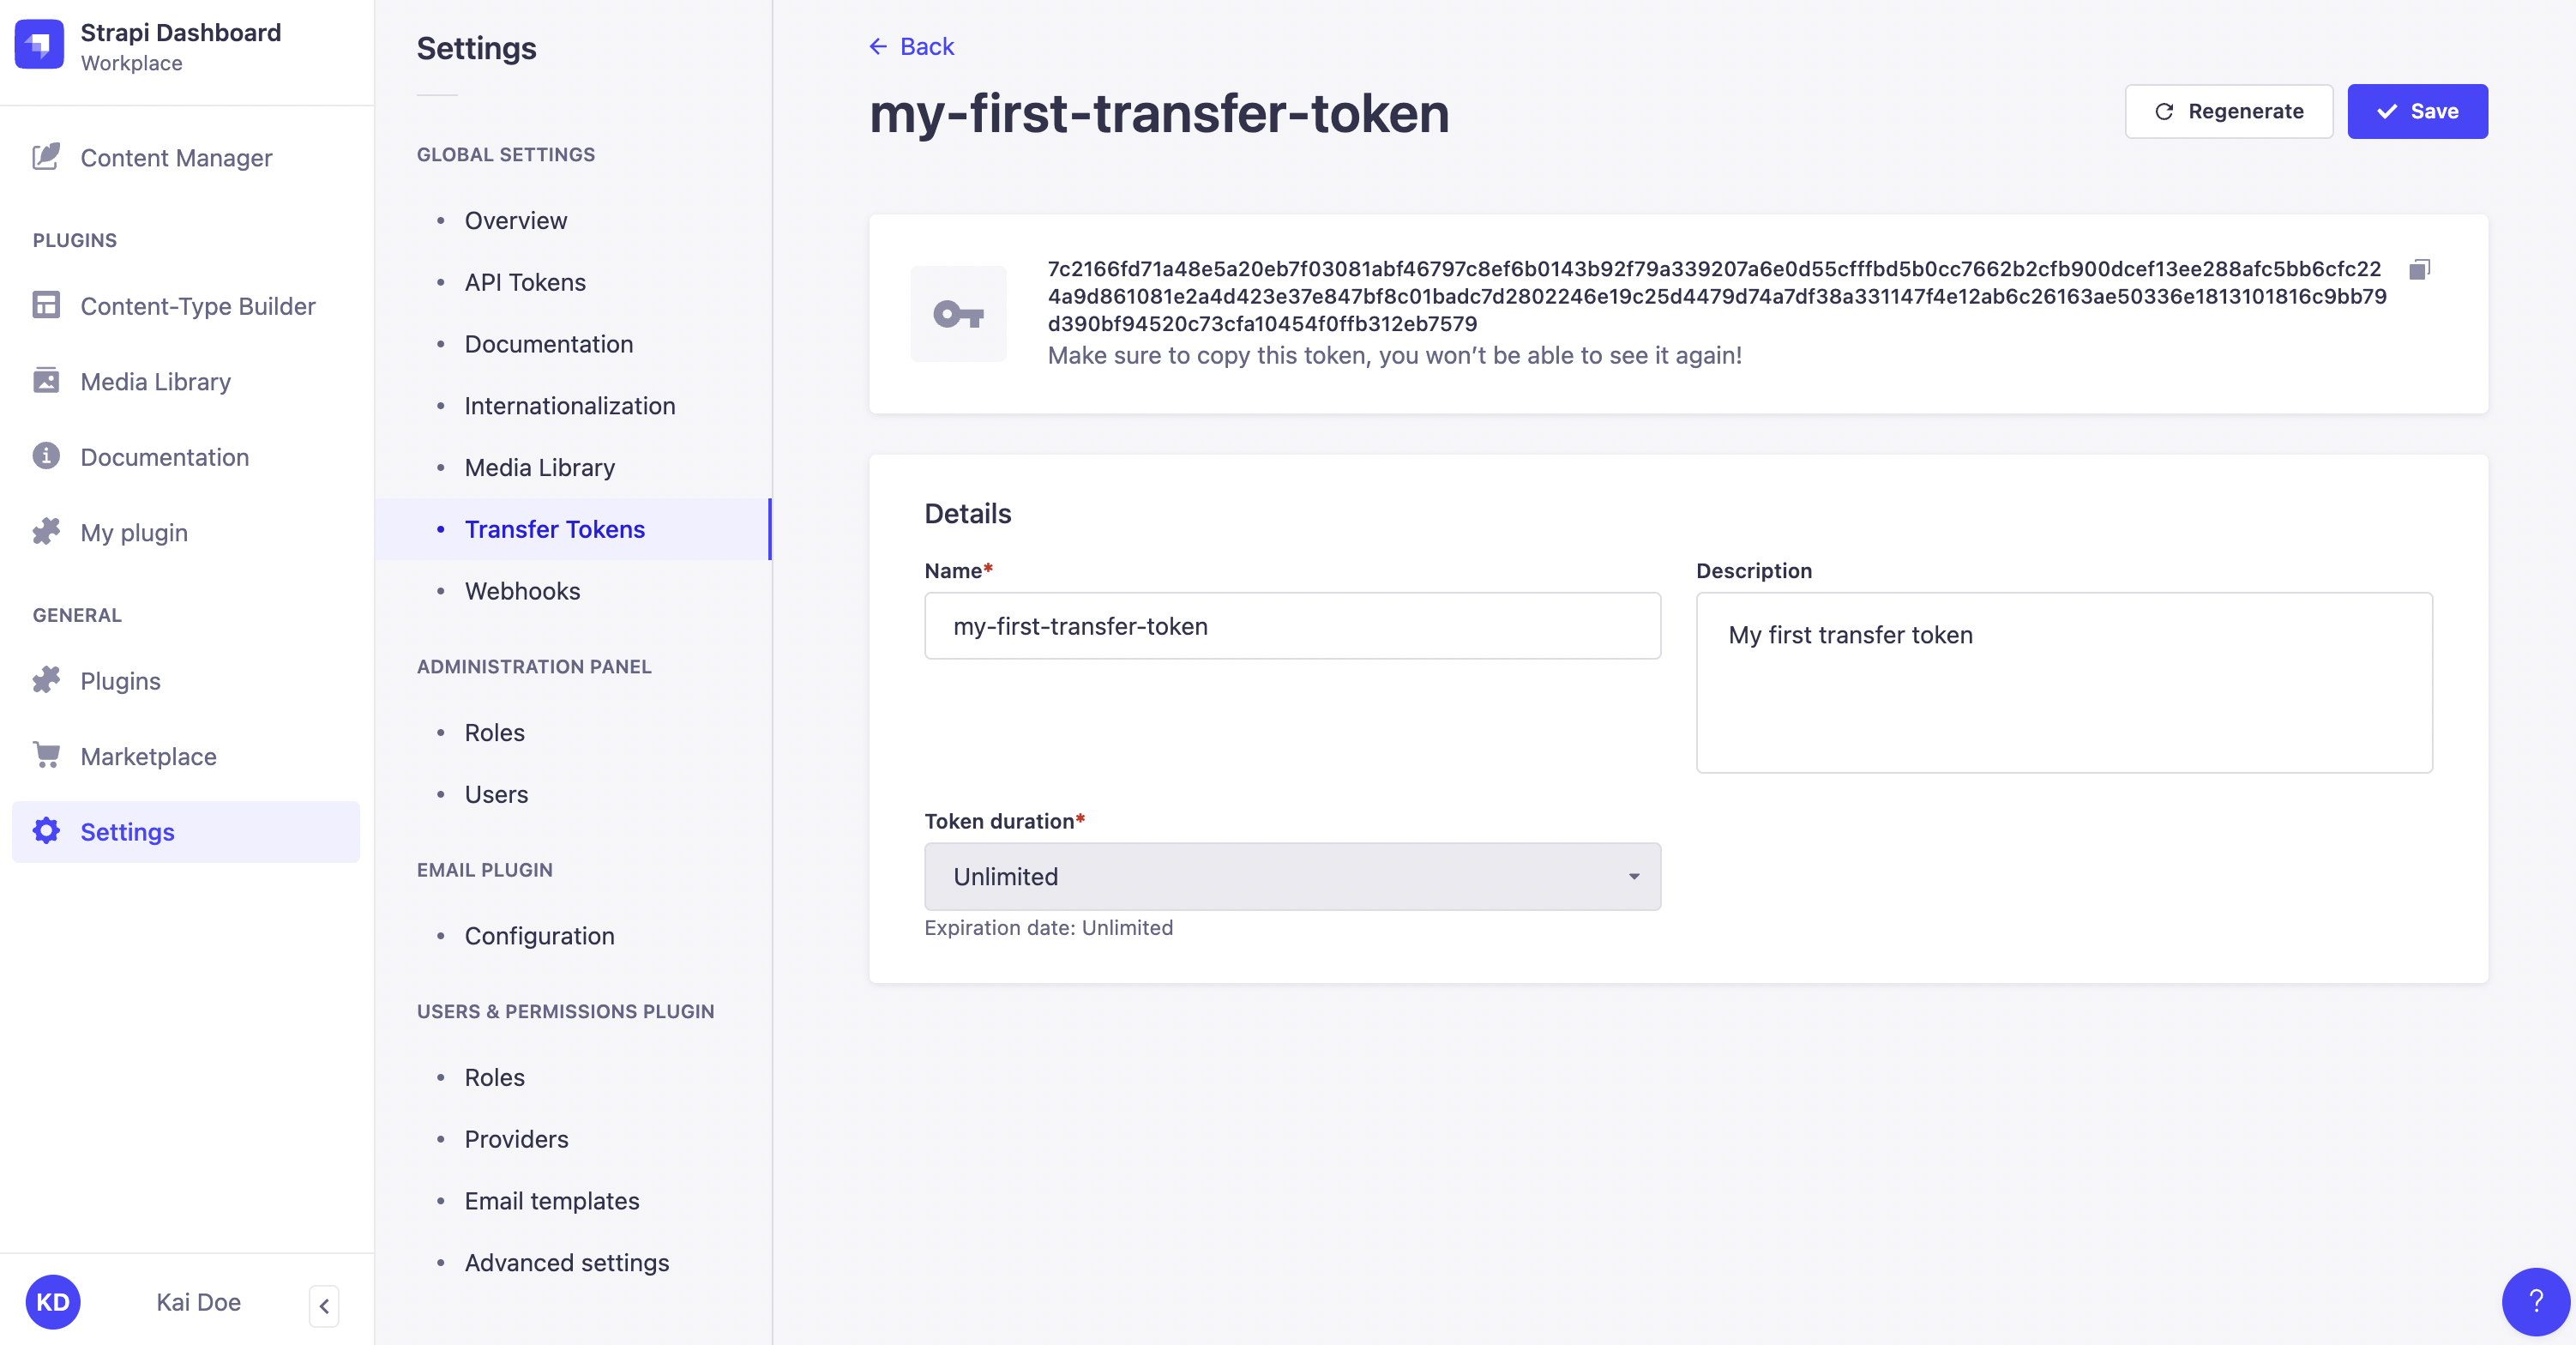 Strapi Dashboard
Workplace
Content Manager
PLUGINS
Content-Type Builder
Media Library
Documentation
My plugin
GENERAL
Plugins
Marketplace
Settings
KD
Kai Doe
Settings
GLOBAL SETTINGS
Overview
API Tokens
Documentation
Internationalization
Media Library
Transfer Tokens
Webhooks
ADMINISTRATION PANEL
Roles
Users
EMAIL PLUGIN
Configuration
USERS & PERMISSIONS PLUGIN
Roles
Providers
Email templates
Advanced settings
Back
my-first-transfer-token
Regenerate
Save
7c2166fd71a48e5a20eb7f03081abf46797c8ef6b0143b92f79a339207a6e0d55cfffbd5b0cc7662b2cfb900dcef13ee288afc5bb6cfc22
4a9d861081e2a4d423e37e847bf8c01badc7d2802246e19c25d4479d74a7df38a331147f4e12ab6c26163ae50336e1813101816c9bb79
d390bf94520c73cfa10454f0ffb312eb7579
Make sure to copy this token, you won’t be able to see it again!
Details
Name*
my-first-transfer-token
Description
My first transfer token
Token duration*
Unlimited
Expiration date: Unlimited
?